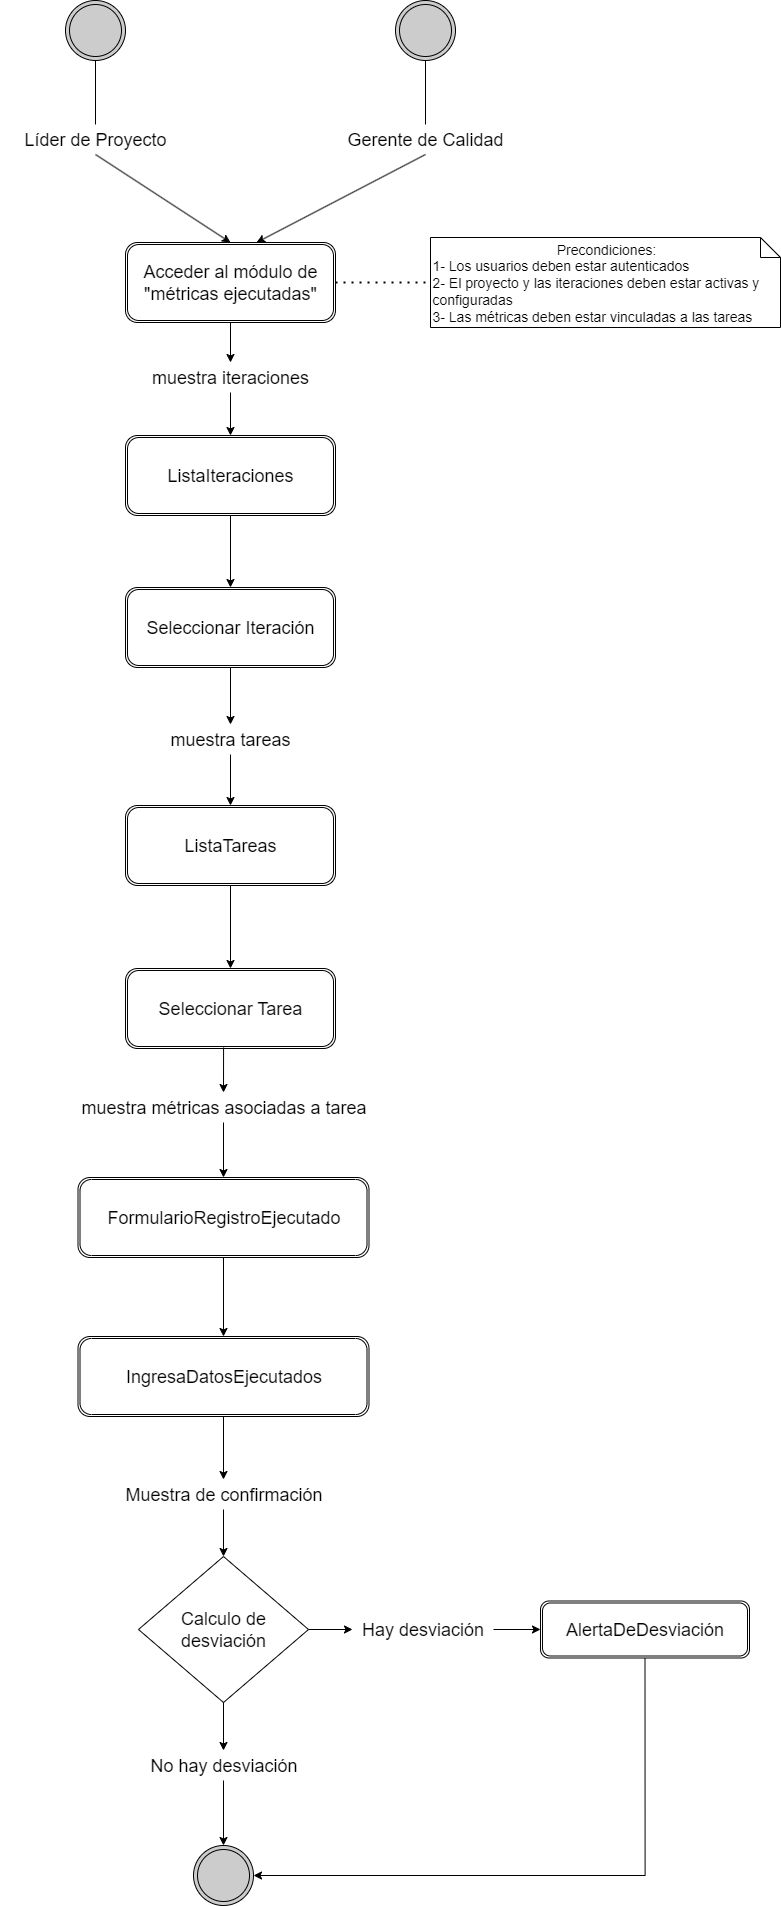 Líder de Proyecto
Gerente de Calidad
Acceder al módulo de
"métricas ejecutadas"
Precondiciones:
1- Los usuarios deben estar autenticados
2- El proyecto y las iteraciones deben estar activas y
configuradas
3- Las métricas deben estar vinculadas a las tareas
muestra iteraciones
ListaIteraciones
Seleccionar Iteración
muestra tareas
ListaTareas
Seleccionar Tarea
muestra métricas asociadas a tarea
FormularioRegistroEjecutado
IngresaDatosEjecutados
Muestra de confirmación
Calculo de
desviación
Hay desviación
AlertaDeDesviación
No hay desviación